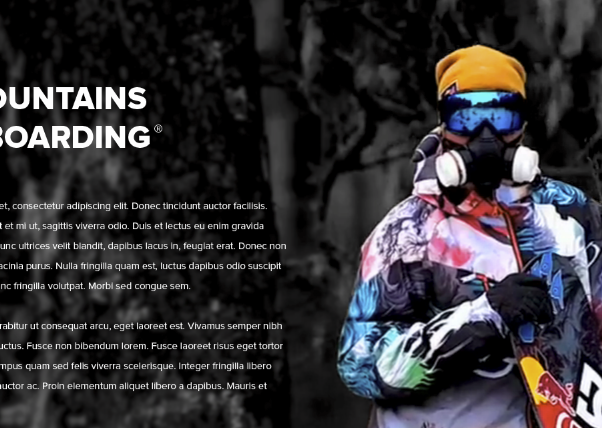 OUNTAINS
BOARDING®
et, consectetur adipiscing elit. Donec tincidunt auctor facilisis.
t et mi ut, sagittis viverra odio. Duis et lectus eu enim gravida
unc ultrices velit blandit, dapibus lacus in, feugiat erat. Donec non
acinia purus. Nulla fringilla quam est, luctus dapibus odio suscipit
nc fringilla volutpat. Morbi sed congue sem.
rabitur ut consequat arcu, eget laoreet est. Vivamus semper nibh
uctus. Fusce non bibendum lorem. Fusce laoreet risus eget tortor
mpus quam sed felis viverra scelerisque. Integer fringilla libero
auctor ac. Proin elementum aliquet libero a dapibus. Mauris et